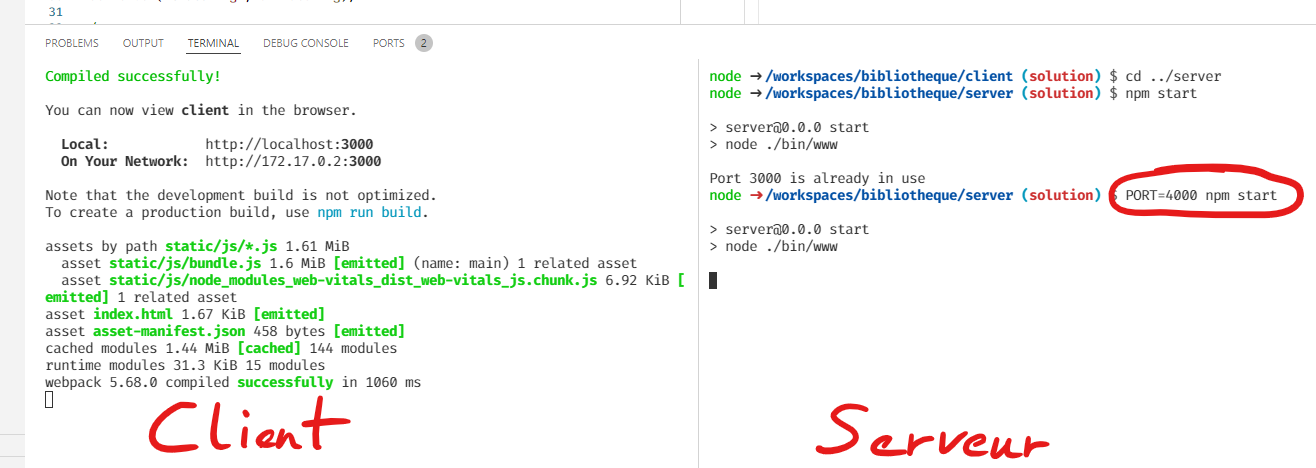 31
PROBLEMS OUTPUT TERMINAL DEBUG CONSOLE PORTS 2
Compiled successfully!
You can now view client in the browser.
Local: http://localhost:3000
On Your Network: http://172.17.0.2:3000
Note that the development build is not optimized.
To create a production build, use npm run build.
assets by path static/js/*.js 1.61 MiB
asset static/js/bundle.js 1.6 MiB [emitted] (name: main) 1 related asset
asset static/js/node_modules_web-vitals_dist_web-vitals_js.chunk.js 6.92 KiB [
emitted] 1 related asset
asset index.html 1.67 KiB [emitted]
asset asset-manifest.json 458 bytes [emitted]
cached modules 1.44 MiB [cached] 144 modules
runtime modules 31.3 KiB 15 modules
webpack 5.68.0 compiled successfully in 1060 ms
Client
node ➜ /workspaces/bibliotheque/client (solution) $ cd ../server
node ➜ /workspaces/bibliotheque/server (solution) $ npm start
> server@0.0.0 start
> node ./bin/www
Port 3000 is already in use
node ➜ /workspaces/bibliotheque/server (solution) $ PORT=4000 npm start
> server@0.0.0 start
> node ./bin/www
Serveur